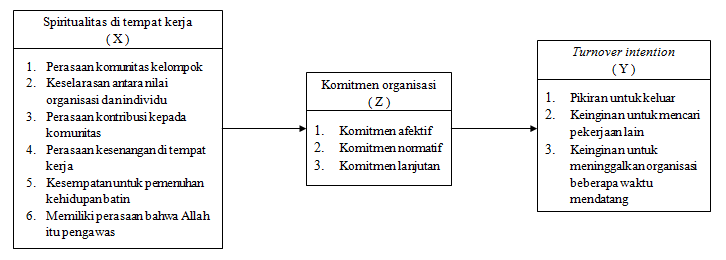 Spiritualitas di tempat kerja
( X )
1. Perasaan komunitas kelompok
2. Keselarasan antara nilai
organisasi dan individu
3. Perasaan kontribusi kepada
komunitas
4. Perasaan kesenangan di tempat
kerja
5. Kesempatan untuk pemenuhan
kehidupan batin
6. Memiliki perasaan bahwa Allah
itu pengawas
Komitmen organisasi
( Z )
1. Komitmen afektif
2. Komitmen normatif
3. Komitmen lanjutan
Turnover intention
( Y )
1. Pikiran untuk keluar
2. Keinginan untuk mencari
pekerjaan lain
3. Keinginan untuk
meninggalkan organisasi
beberapa waktu
mendatang